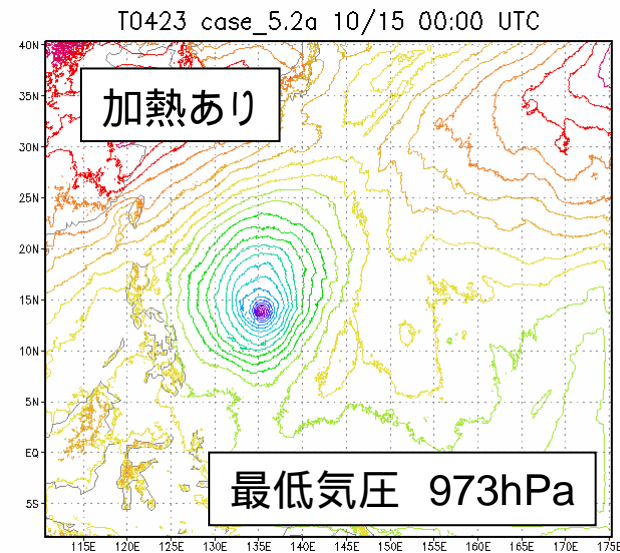 T0423 case_5.2a 10/15 00:00 UTC
40N
加熱あり
35N
30N
25N
20N
15N
10N
5N
EQ
最低気圧 973hPa
5S
115E 120E 125E 130E 135E 140E 145E 150E 155E 160E 165E 170E 175E